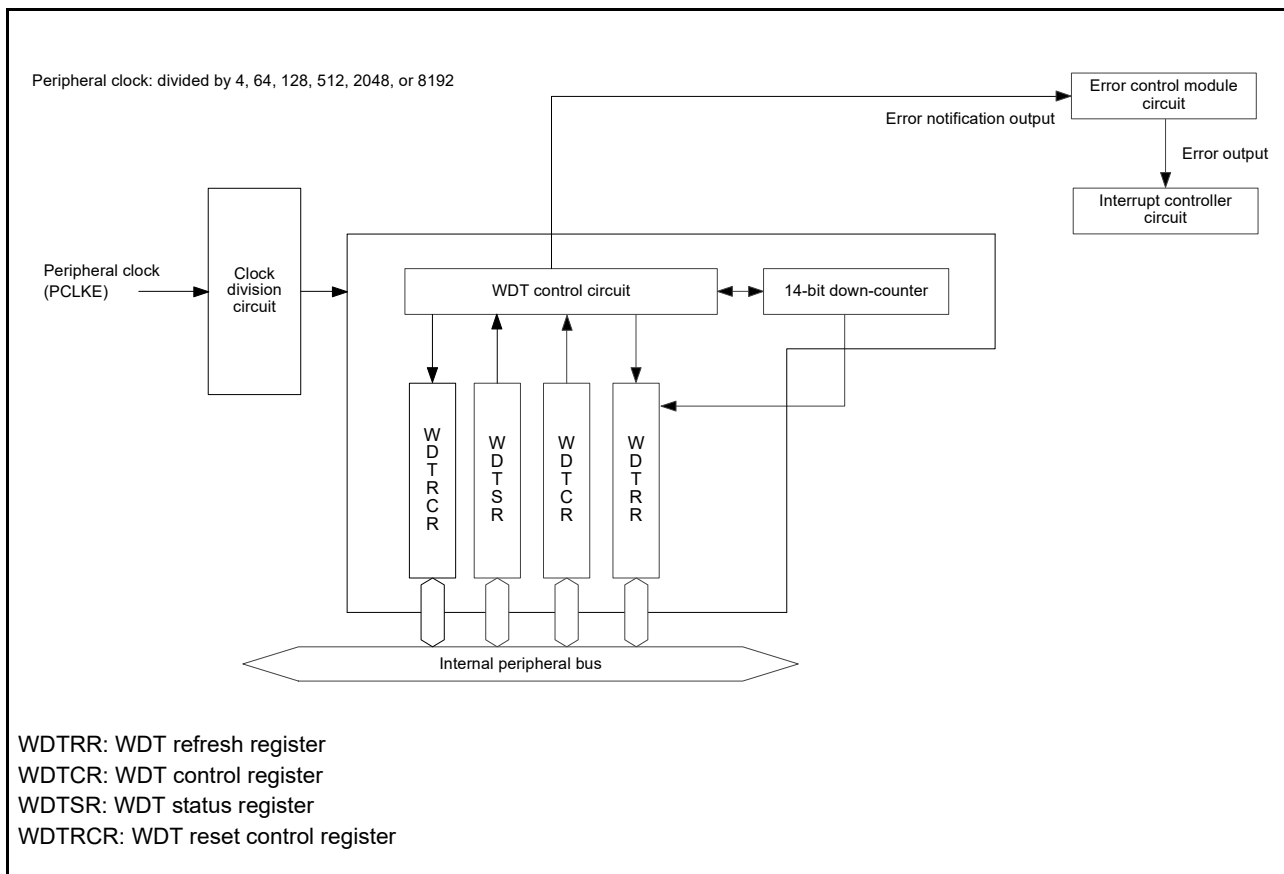 Peripheral clock: divided by 4, 64, 128, 512, 2048, or 8192
Error control module
circuit
Error notification output
Error output
Interrupt controller
circuit
Peripheral clock
(PCLKE)
Clock
division
circuit
WDT control circuit
14-bit down-counter
WDTRCR
WDTSR
WDTCR
WDTRR
Internal peripheral bus
WDTRR: WDT refresh register
WDTCR: WDT control register
WDTSR: WDT status register
WDTRCR: WDT reset control register